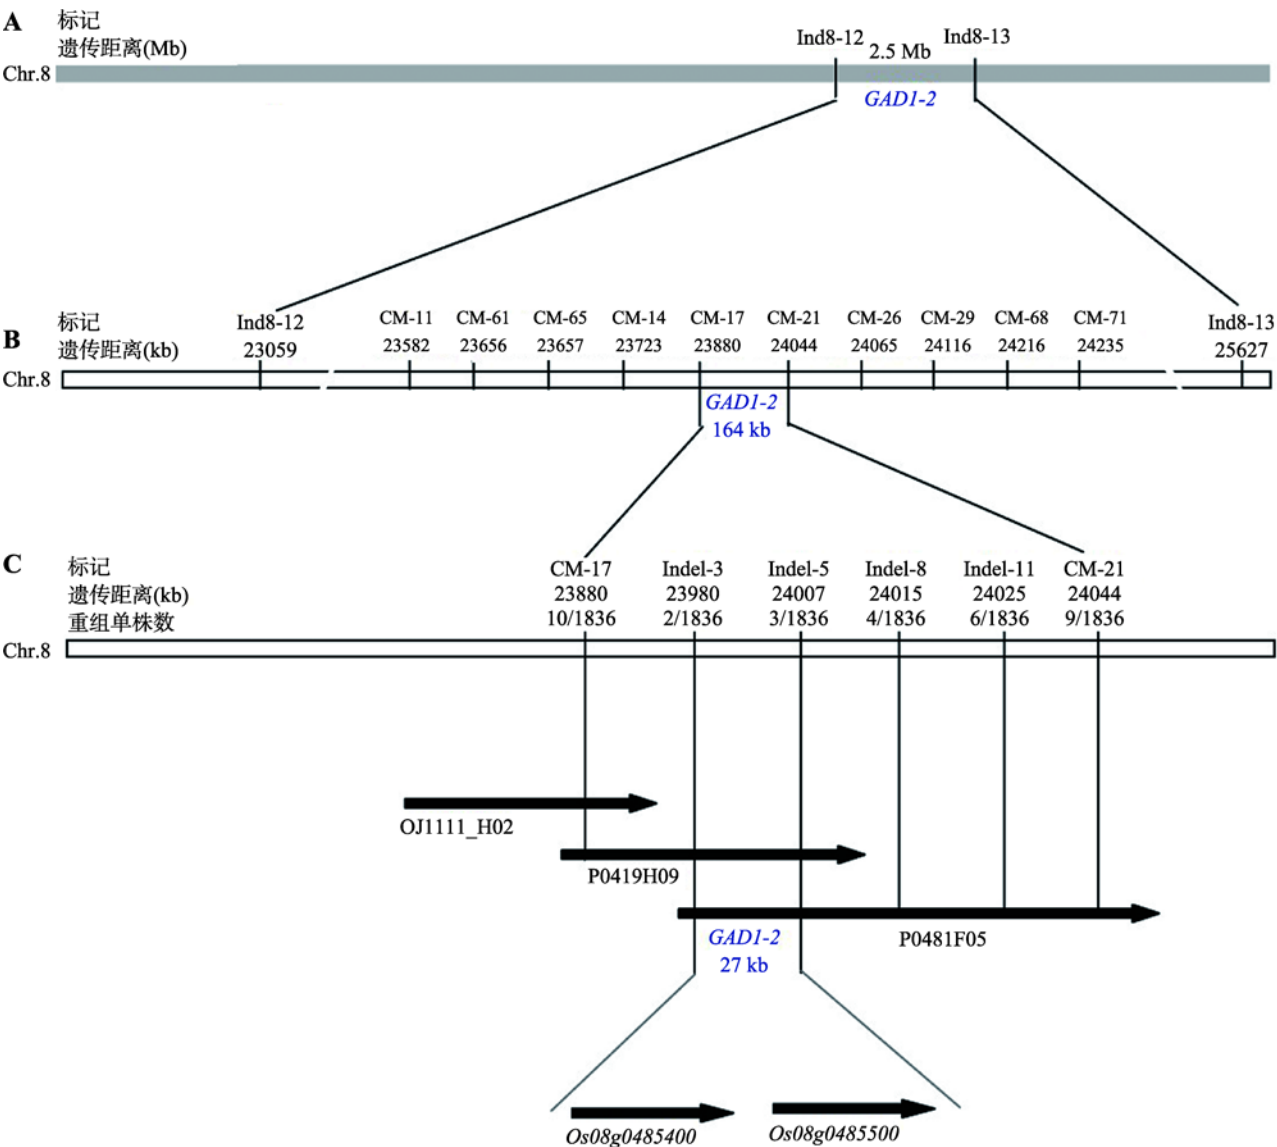 A
标记
遗传距离(Mb)
Ind8-12 2.5 Mb Ind8-13
Chr.8
GAD1-2
B
标记
遗传距离(kb)
Ind8-12 CM-11 CM-61 CM-65 CM-14 CM-17 CM-21 CM-26 CM-29 CM-68 CM-71 Ind8-13
23059 23582 23656 23657 23723 23880 24044 24065 24116 24216 24235 25627
Chr.8
GAD1-2
164 kb
C
标记
CM-17 Indel-3 Indel-5 Indel-8 Indel-11 CM-21
遗传距离(kb)
23880 23980 24007 24015 24025 24044
重组单株数
10/1836 2/1836 3/1836 4/1836 6/1836 9/1836
Chr.8
OJ1111_H02
P0419H09
GAD1-2
P0481F05
27 kb
Os08g0485400 Os08g0485500